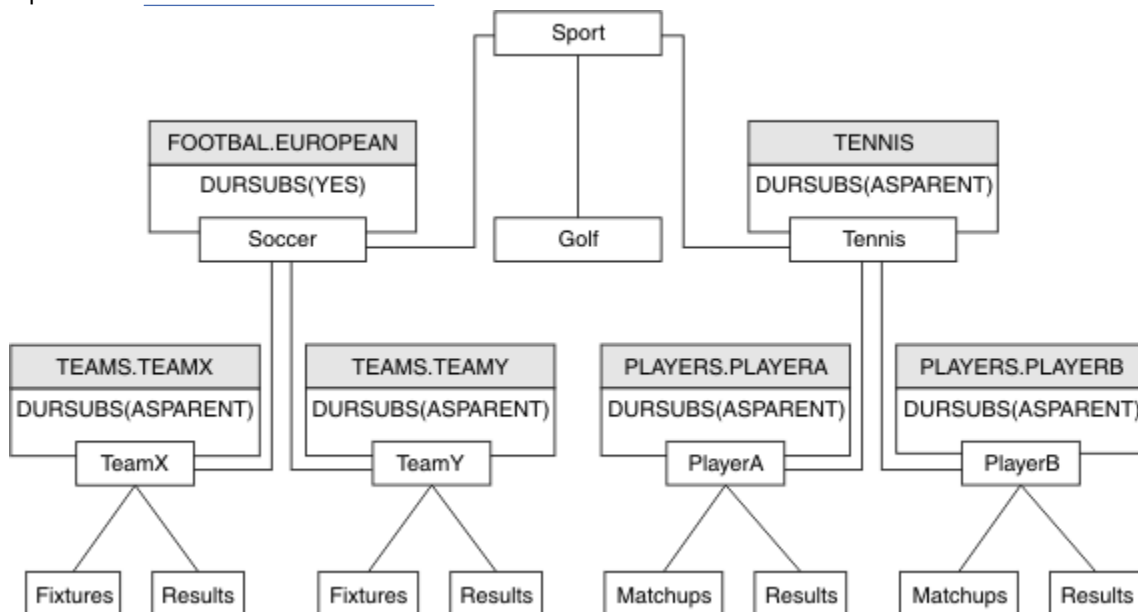 Sport
FOOTBAL.EUROPEAN
DURSUBS(YES)
Soccer
Golf
TENNIS
DURSUBS(ASPARENT)
Tennis
TEAMS.TEAMX
DURSUBS(ASPARENT)
TeamX
TEAMS.TEAMY
DURSUBS(ASPARENT)
TeamY
PLAYERS.PLAYERA
DURSUBS(ASPARENT)
PlayerA
PLAYERS.PLAYERB
DURSUBS(ASPARENT)
PlayerB
Fixtures
Results
Fixtures
Results
Matchups
Results
Matchups
Results